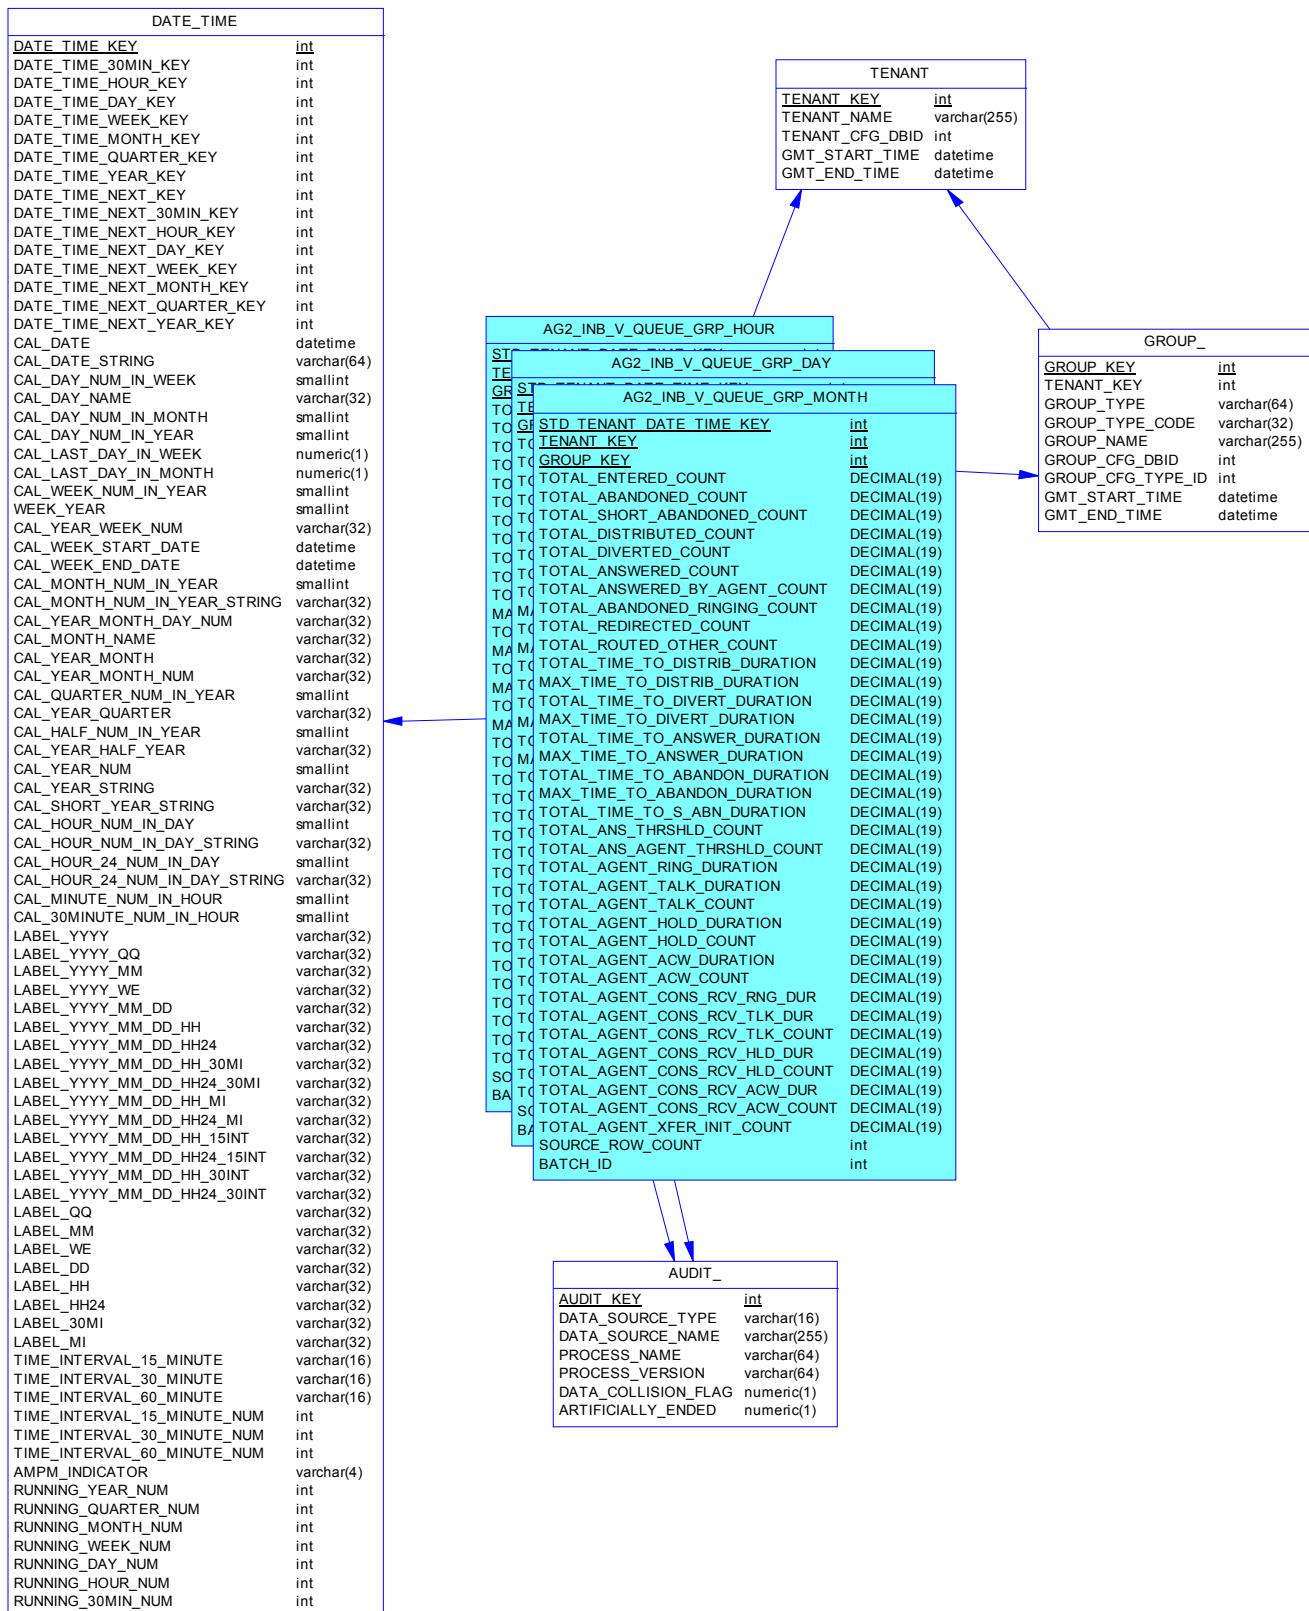 DATE_TIME
DATE_TIME_KEY int
DATE_TIME_30MIN_KEY int
DATE_TIME_HOUR_KEY int
DATE_TIME_DAY_KEY int
DATE_TIME_WEEK_KEY int
DATE_TIME_MONTH_KEY int
DATE_TIME_QUARTER_KEY int
DATE_TIME_YEAR_KEY int
DATE_TIME_NEXT_KEY int
DATE_TIME_NEXT_30MIN_KEY int
DATE_TIME_NEXT_HOUR_KEY int
DATE_TIME_NEXT_DAY_KEY int
DATE_TIME_NEXT_WEEK_KEY int
DATE_TIME_NEXT_MONTH_KEY int
DATE_TIME_NEXT_QUARTER_KEY int
DATE_TIME_NEXT_YEAR_KEY int
CAL_DATE datetime
CAL_DATE_STRING varchar(64)
CAL_DAY_NUM_IN_WEEK smallint
CAL_DAY_NAME varchar(32)
CAL_DAY_NUM_IN_MONTH smallint
CAL_DAY_NUM_IN_YEAR smallint
CAL_LAST_DAY_IN_WEEK numeric(1)
CAL_LAST_DAY_IN_MONTH numeric(1)
CAL_WEEK_NUM_IN_YEAR smallint
WEEK_YEAR smallint
CAL_YEAR_WEEK_NUM varchar(32)
CAL_WEEK_START_DATE datetime
CAL_WEEK_END_DATE datetime
CAL_MONTH_NUM_IN_YEAR smallint
CAL_MONTH_NUM_IN_YEAR_STRING varchar(32)
CAL_YEAR_MONTH_DAY_NUM varchar(32)
CAL_MONTH_NAME varchar(32)
CAL_YEAR_MONTH varchar(32)
CAL_YEAR_MONTH_NUM varchar(32)
CAL_QUARTER_NUM_IN_YEAR smallint
CAL_YEAR_QUARTER varchar(32)
CAL_HALF_NUM_IN_YEAR smallint
CAL_YEAR_HALF_YEAR varchar(32)
CAL_YEAR_NUM smallint
CAL_YEAR_STRING varchar(32)
CAL_SHORT_YEAR_STRING varchar(32)
CAL_HOUR_NUM_IN_DAY smallint
CAL_HOUR_NUM_IN_DAY_STRING varchar(32)
CAL_HOUR_24_NUM_IN_DAY smallint
CAL_HOUR_24_NUM_IN_DAY_STRING varchar(32)
CAL_MINUTE_NUM_IN_HOUR smallint
CAL_30MINUTE_NUM_IN_HOUR smallint
LABEL_YYYY varchar(32)
LABEL_YYYY_QQ varchar(32)
LABEL_YYYY_MM varchar(32)
LABEL_YYYY_WE varchar(32)
LABEL_YYYY_MM_DD varchar(32)
LABEL_YYYY_MM_DD_HH varchar(32)
LABEL_YYYY_MM_DD_HH24 varchar(32)
LABEL_YYYY_MM_DD_HH_30MI varchar(32)
LABEL_YYYY_MM_DD_HH24_30MI varchar(32)
LABEL_YYYY_MM_DD_HH_MI varchar(32)
LABEL_YYYY_MM_DD_HH24_MI varchar(32)
LABEL_YYYY_MM_DD_HH_15INT varchar(32)
LABEL_YYYY_MM_DD_HH24_15INT varchar(32)
LABEL_YYYY_MM_DD_HH_30INT varchar(32)
LABEL_YYYY_MM_DD_HH24_30INT varchar(32)
LABEL_QQ varchar(32)
LABEL_MM varchar(32)
LABEL_WE varchar(32)
LABEL_DD varchar(32)
LABEL_HH varchar(32)
LABEL_HH24 varchar(32)
LABEL_30MI varchar(32)
LABEL_MI varchar(32)
TIME_INTERVAL_15_MINUTE varchar(16)
TIME_INTERVAL_30_MINUTE varchar(16)
TIME_INTERVAL_60_MINUTE varchar(16)
TIME_INTERVAL_15_MINUTE_NUM int
TIME_INTERVAL_30_MINUTE_NUM int
TIME_INTERVAL_60_MINUTE_NUM int
AMPM_INDICATOR varchar(4)
RUNNING_YEAR_NUM int
RUNNING_QUARTER_NUM int
RUNNING_MONTH_NUM int
RUNNING_WEEK_NUM int
RUNNING_DAY_NUM int
RUNNING_HOUR_NUM int
RUNNING_30MIN_NUM int
TENANT
TENANT_KEY int
TENANT_NAME varchar(255)
TENANT_CFG_DBID int
GMT_START_TIME datetime
GMT_END_TIME datetime
AG2_INB_V_QUEUE_GRP_HOUR
AG2_INB_V_QUEUE_GRP_DAY
AG2_INB_V_QUEUE_GRP_MONTH
STD_TENANT_DATE_TIME_KEY int
TENANT_KEY int
GROUP_KEY int
TOTAL_ENTERED_COUNT DECIMAL(19)
TOTAL_ABANDONED_COUNT DECIMAL(19)
TOTAL_SHORT_ABANDONED_COUNT DECIMAL(19)
TOTAL_DISTRIBUTED_COUNT DECIMAL(19)
TOTAL_DIVERTED_COUNT DECIMAL(19)
TOTAL_ANSWERED_COUNT DECIMAL(19)
TOTAL_ANSWERED_BY_AGENT_COUNT DECIMAL(19)
TOTAL_ABANDONED_RINGING_COUNT DECIMAL(19)
TOTAL_REDIRECTED_COUNT DECIMAL(19)
TOTAL_ROUTED_OTHER_COUNT DECIMAL(19)
TOTAL_TIME_TO_DISTRIB_DURATION DECIMAL(19)
MAX_TIME_TO_DISTRIB_DURATION DECIMAL(19)
TOTAL_TIME_TO_DIVERT_DURATION DECIMAL(19)
MAX_TIME_TO_DIVERT_DURATION DECIMAL(19)
TOTAL_TIME_TO_ANSWER_DURATION DECIMAL(19)
MAX_TIME_TO_ANSWER_DURATION DECIMAL(19)
TOTAL_TIME_TO_ABANDON_DURATION DECIMAL(19)
MAX_TIME_TO_ABANDON_DURATION DECIMAL(19)
TOTAL_TIME_TO_S_ABN_DURATION DECIMAL(19)
TOTAL_ANS_THRSHLD_COUNT DECIMAL(19)
TOTAL_ANS_AGENT_THRSHLD_COUNT DECIMAL(19)
TOTAL_AGENT_RING_DURATION DECIMAL(19)
TOTAL_AGENT_TALK_DURATION DECIMAL(19)
TOTAL_AGENT_TALK_COUNT DECIMAL(19)
TOTAL_AGENT_HOLD_DURATION DECIMAL(19)
TOTAL_AGENT_HOLD_COUNT DECIMAL(19)
TOTAL_AGENT_ACW_DURATION DECIMAL(19)
TOTAL_AGENT_ACW_COUNT DECIMAL(19)
TOTAL_AGENT_CONS_RCV_RNG_DUR DECIMAL(19)
TOTAL_AGENT_CONS_RCV_TLK_DUR DECIMAL(19)
TOTAL_AGENT_CONS_RCV_TLK_COUNT DECIMAL(19)
TOTAL_AGENT_CONS_RCV_HLD_DUR DECIMAL(19)
TOTAL_AGENT_CONS_RCV_HLD_COUNT DECIMAL(19)
TOTAL_AGENT_CONS_RCV_ACW_DUR DECIMAL(19)
TOTAL_AGENT_CONS_RCV_ACW_COUNT DECIMAL(19)
TOTAL_AGENT_XFER_INIT_COUNT DECIMAL(19)
SOURCE_ROW_COUNT int
BATCH_ID int
GROUP_
GROUP_KEY int
TENANT_KEY int
GROUP_TYPE varchar(64)
GROUP_TYPE_CODE varchar(32)
GROUP_NAME varchar(255)
GROUP_CFG_DBID int
GROUP_CFG_TYPE_ID int
GMT_START_TIME datetime
GMT_END_TIME datetime
AUDIT_
AUDIT_KEY int
DATA_SOURCE_TYPE varchar(16)
DATA_SOURCE_NAME varchar(255)
PROCESS_NAME varchar(64)
PROCESS_VERSION varchar(64)
DATA_COLLISION_FLAG numeric(1)
ARTIFICIALLY_ENDED numeric(1)